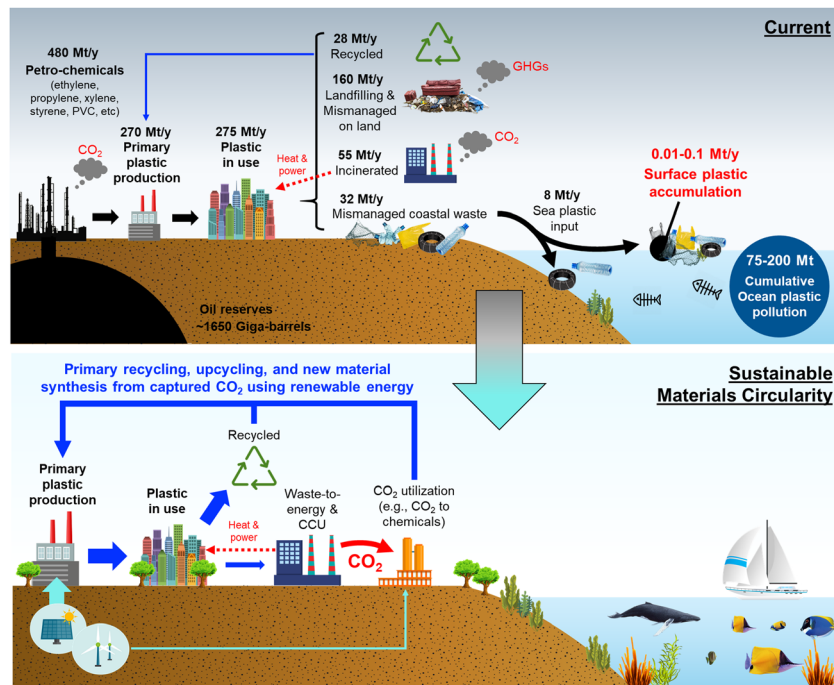 Current
480 Mt/y
Petro-chemicals
(ethylene,
propylene, xylene,
styrene, PVC, etc)
CO₂
270 Mt/y
Primary
plastic
production
275 Mt/y
Plastic
in use
28 Mt/y
Recycled
160 Mt/y
Landfilling &
Mismanaged
on land
GHGs
55 Mt/y
Incinerated
CO₂
Heat &
power
32 Mt/y
Mismanaged coastal waste
8 Mt/y
Sea plastic
input
0.01-0.1 Mt/y
Surface plastic
accumulation
75-200 Mt
Cumulative
Ocean plastic
pollution
Oil reserves
~1650 Giga-barrels
Sustainable
Materials Circularity
Primary recycling, upcycling, and new material
synthesis from captured CO₂ using renewable energy
Primary
plastic
production
Plastic
in use
Recycled
Heat &
power
Waste-to-
energy &
CCU
CO₂
CO₂ utilization
(e.g., CO₂ to
chemicals)